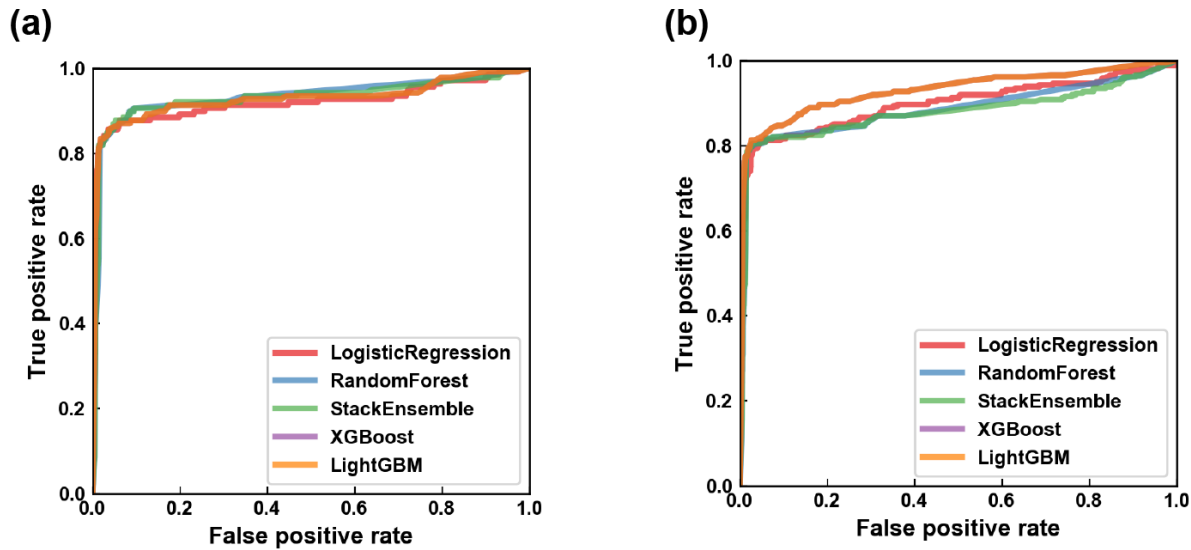 (a)
1.0
0.8
0.6
0.4
0.2
0.0
True positive rate
LogisticRegression
RandomForest
StackEnsemble
XGBoost
LightGBM
0.0 0.2 0.4 0.6 0.8 1.0
False positive rate
(b)
1.0
0.8
0.6
0.4
0.2
0.0
True positive rate
LogisticRegression
RandomForest
StackEnsemble
XGBoost
LightGBM
0.0 0.2 0.4 0.6 0.8 1.0
False positive rate